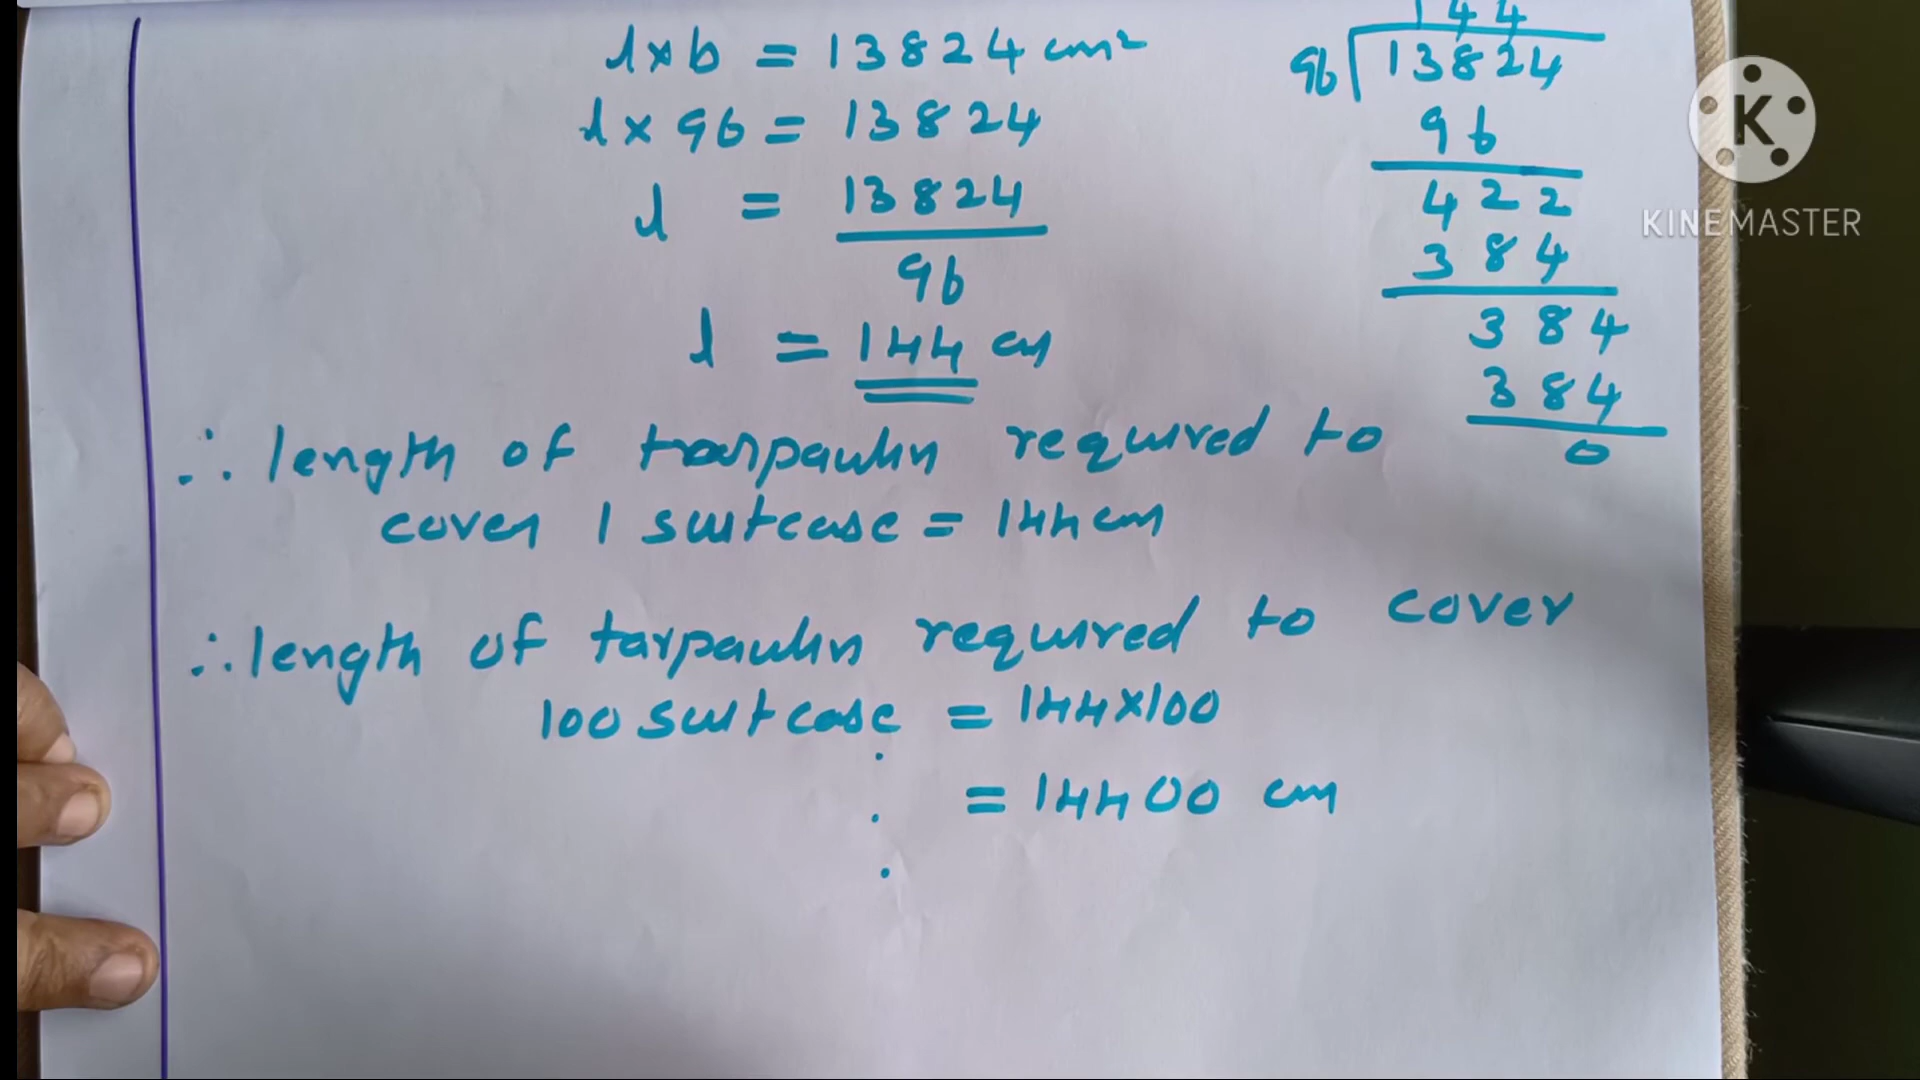 l×b = 13824 cm²
l× 96 = 13824
l = 13824
96
l = 144 cm
∴ length of tarpaulin required to
cover 1 suitcase = 144cm
∴ length of tarpaulin required to cover
100 suitcase = 144×100
= 14400 cm
144
96 13824
96
422
384
384
384
0
K
KINEMASTER